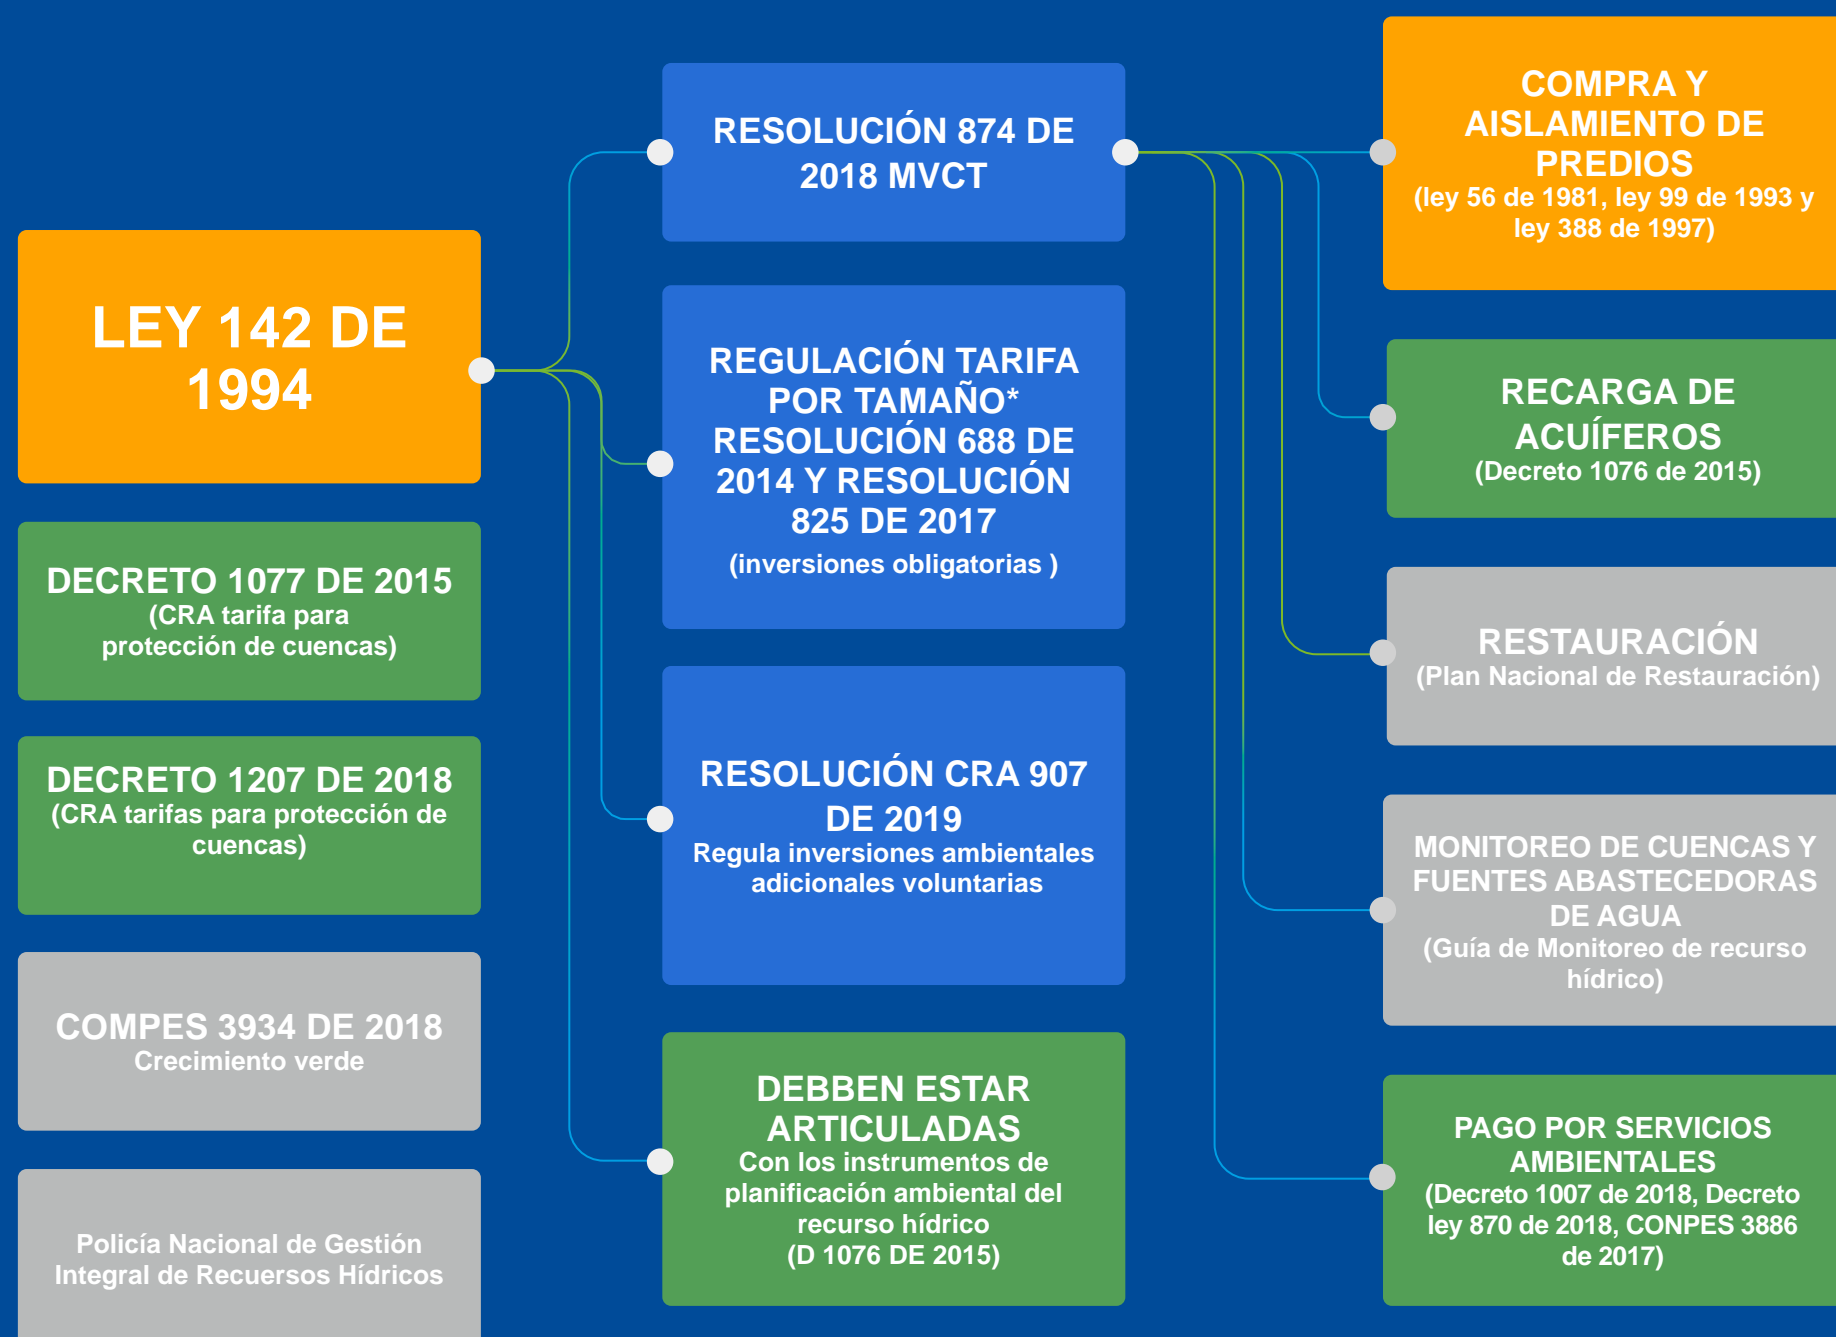 LEY 142 DE
1994
DECRETO 1077 DE 2015
(CRA tarifa para
protección de cuencas)
DECRETO 1207 DE 2018
(CRA tarifas para protección de
cuencas)
COMPES 3934 DE 2018
Crecimiento verde
Policía Nacional de Gestión
Integral de Recuersos Hídricos
RESOLUCIÓN 874 DE
2018 MVCT
REGULACIÓN TARIFA
POR TAMAÑO*
RESOLUCIÓN 688 DE
2014 Y RESOLUCIÓN
825 DE 2017
(inversiones obligatorias )
RESOLUCIÓN CRA 907
DE 2019
Regula inversiones ambientales
adicionales voluntarias
DEBBEN ESTAR
ARTICULADAS
Con los instrumentos de
planificación ambiental del
recurso hídrico
(D 1076 DE 2015)
COMPRA Y
AISLAMIENTO DE
PREDIOS
(ley 56 de 1981, ley 99 de 1993 y
ley 388 de 1997)
RECARGA DE
ACUÍFEROS
(Decreto 1076 de 2015)
RESTAURACIÓN
(Plan Nacional de Restauración)
MONITOREO DE CUENCAS Y
FUENTES ABASTECEDORAS
DE AGUA
(Guía de Monitoreo de recurso
hídrico)
PAGO POR SERVICIOS
AMBIENTALES
(Decreto 1007 de 2018, Decreto
ley 870 de 2018, CONPES 3886
de 2017)